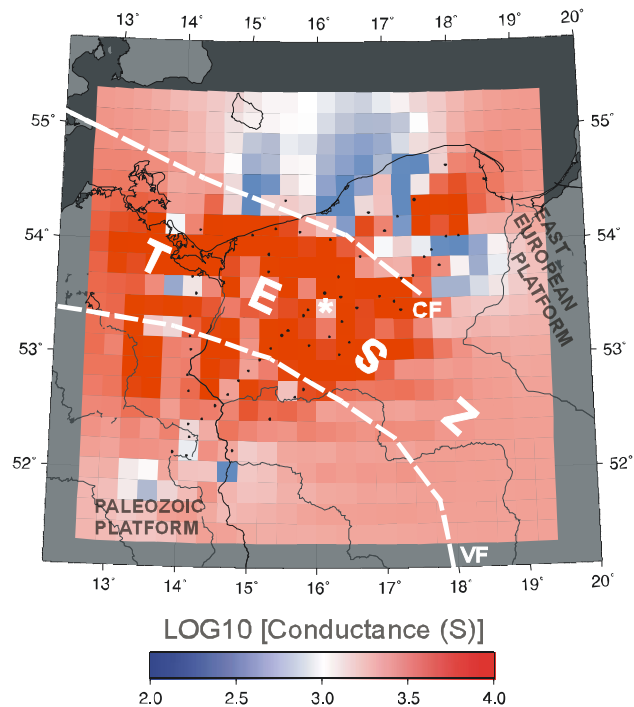 13° 14° 15° 16° 17° 18° 19° 20°
55° 55°
54° 54°
53° 53°
52° 52°
T E S Z
*
EAST
EUROPEAN
PLATFORM
CF
PALEOZOIC
PLATFORM
VF
13° 14° 15° 16° 17° 18° 19° 20°
LOG10 [Conductance (S)]
2.0 2.5 3.0 3.5 4.0